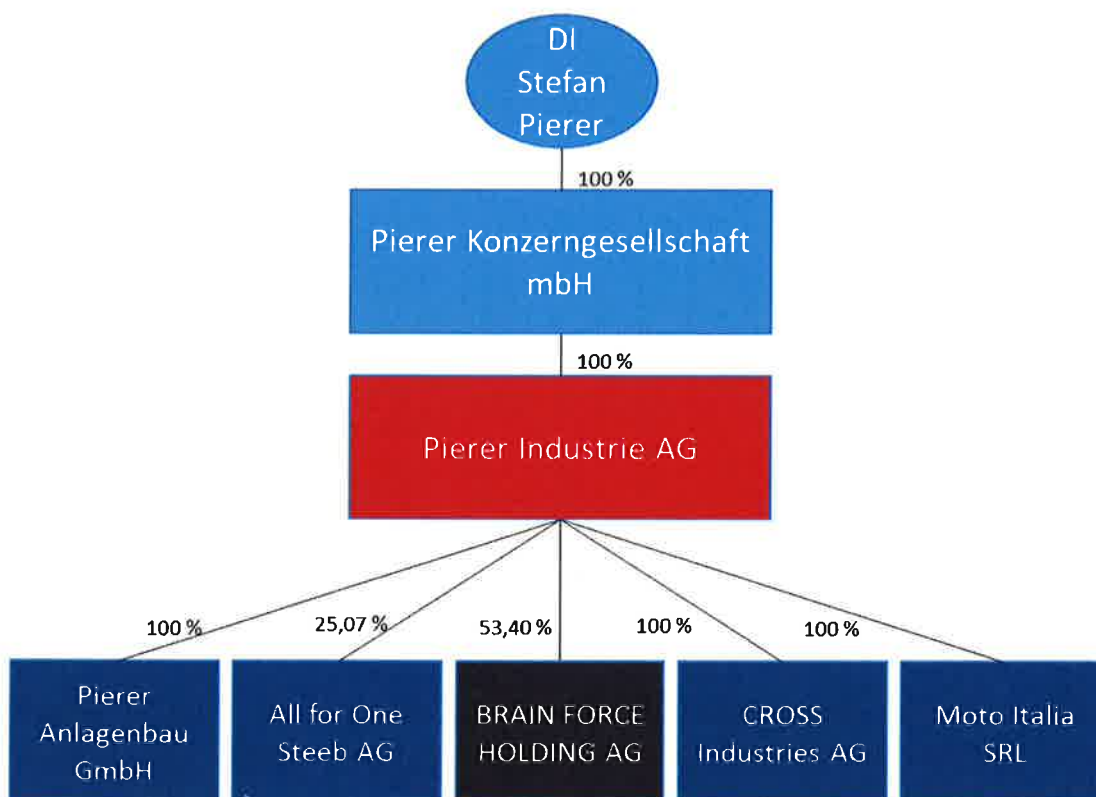 DI
Stefan
Pierer
100 %
Pierer Konzerngesellschaft
mbH
100 %
Pierer Industrie AG
100 %
25,07 %
53,40 %
100 %
100 %
Pierer
Anlagenbau
GmbH
All for One
Steeb AG
BRAIN FORCE
HOLDING AG
CROSS
Industries AG
Moto Italia
SRL